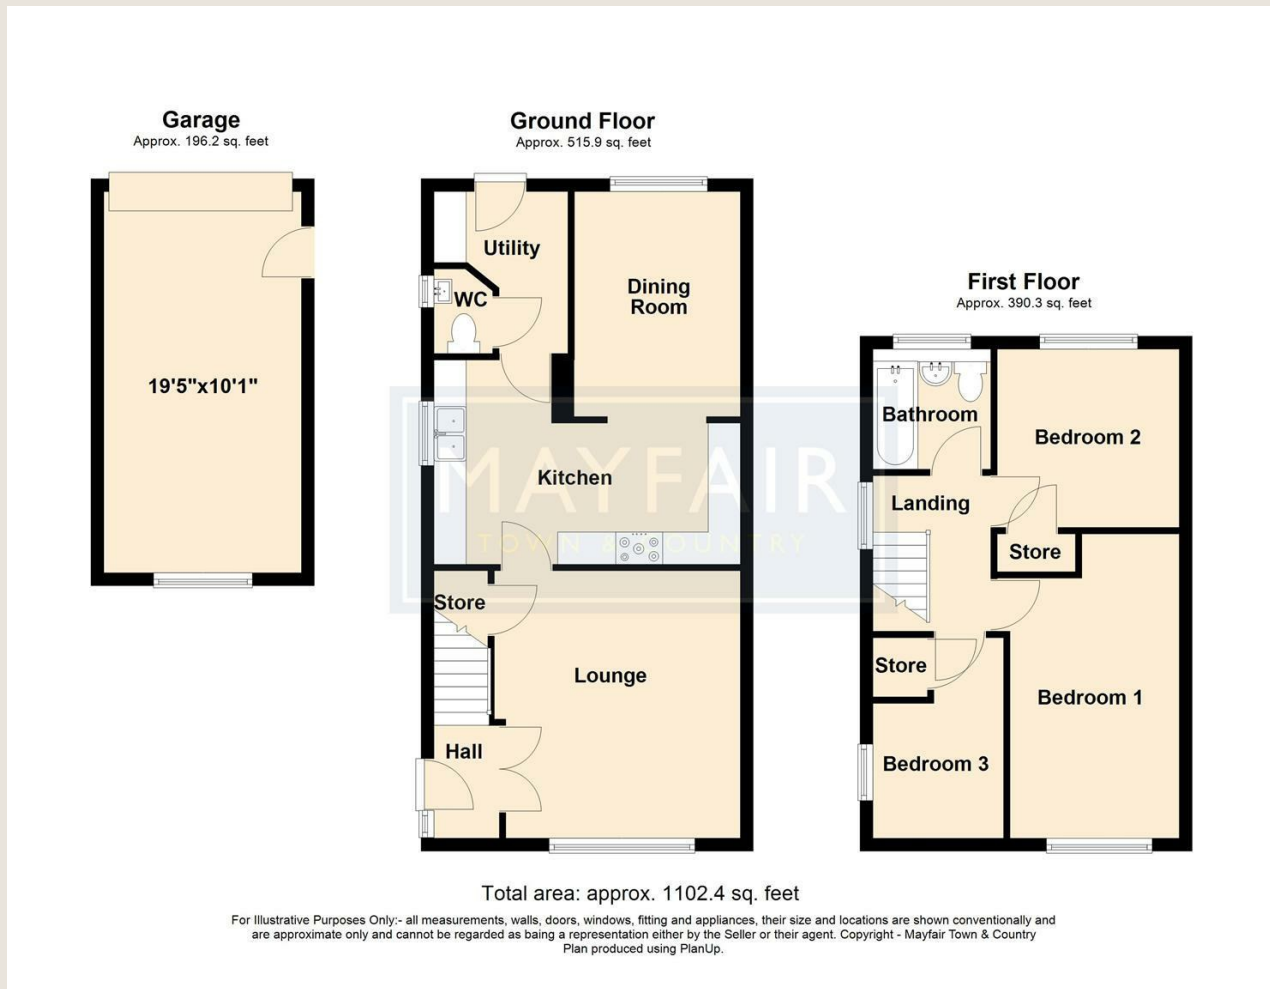 Garage
Approx. 196.2 sq. feet
19'5"x10'1"
Ground Floor
Approx. 515.9 sq. feet
Utility
WC
Dining
Room
Kitchen
Store
Lounge
Hall
First Floor
Approx. 390.3 sq. feet
Bathroom
Bedroom 2
Landing
Store
Store
Bedroom 1
Bedroom 3
MAYFAIR
TOWN & COUNTRY
Total area: approx. 1102.4 sq. feet
For Illustrative Purposes Only:- all measurements, walls, doors, windows, fitting and appliances, their size and locations are shown conventionally and
are approximate only and cannot be regarded as being a representation either by the Seller or their agent. Copyright - Mayfair Town & Country
Plan produced using PlanUp.